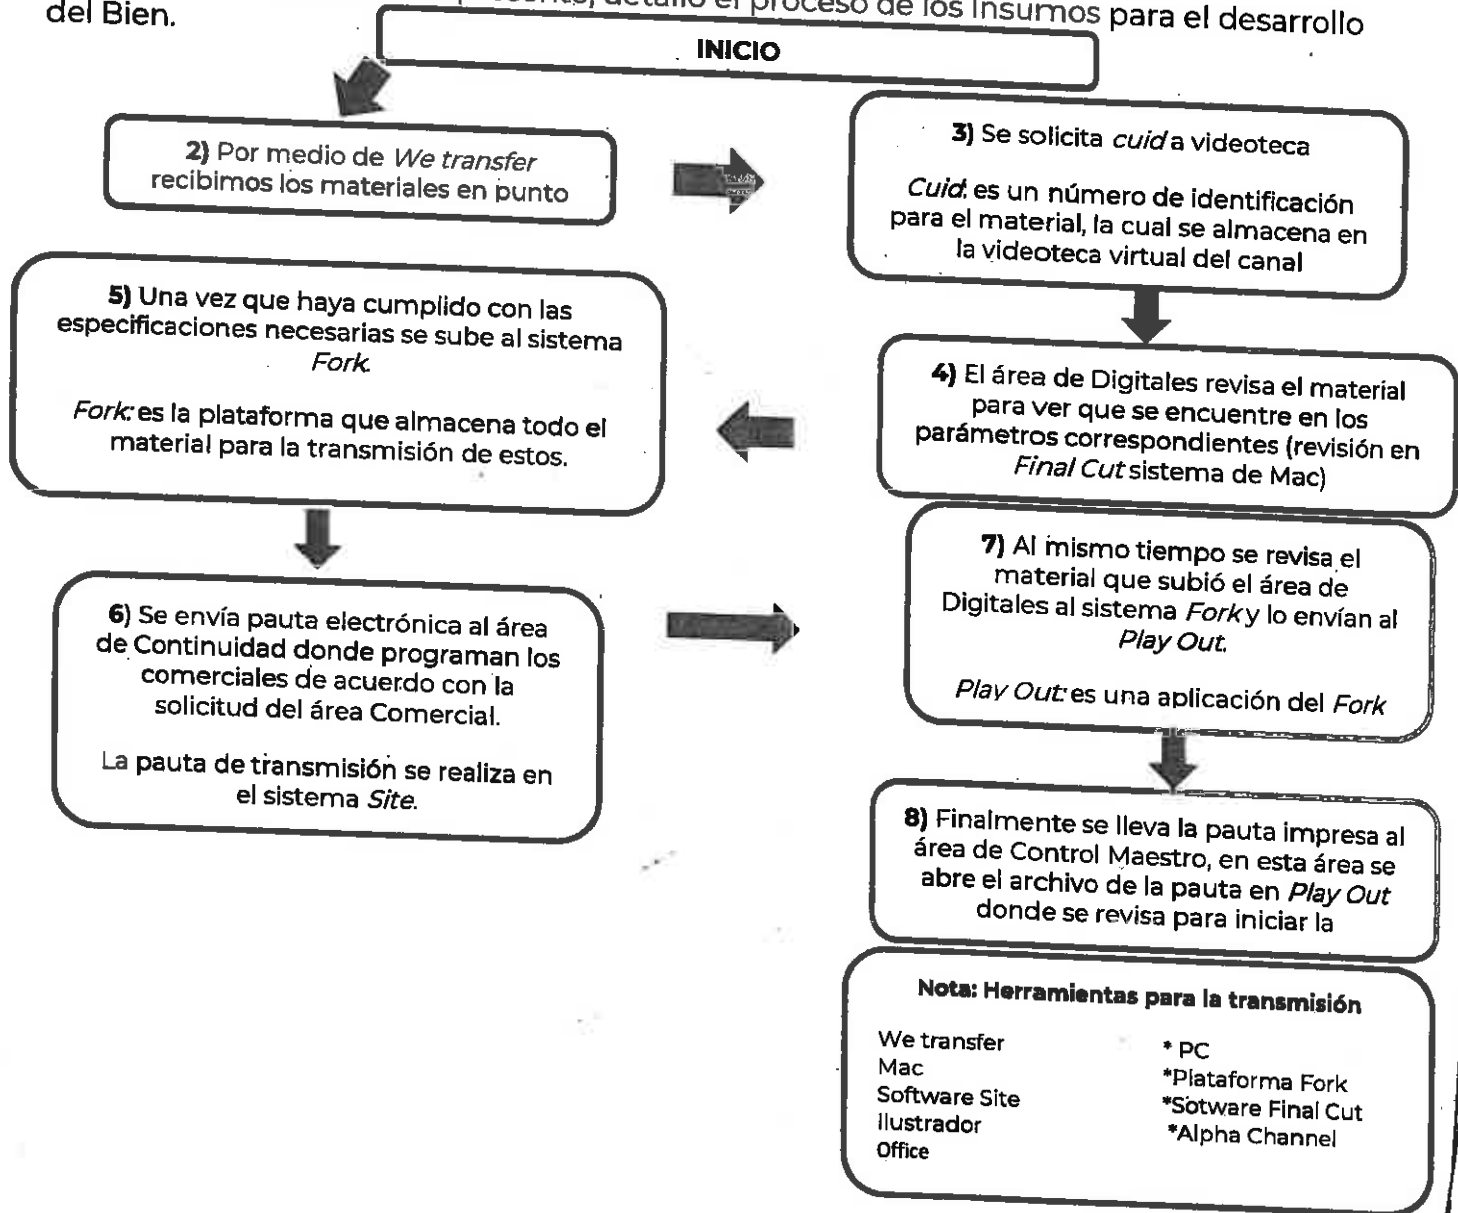 detallo el proceso de los Insumos para el desarrollo
del Bien.
INICIO
2) Por medio de We transfer
recibimos los materiales en punto
3) Se solicita cuid a videoteca
Cuid: es un número de identificación
para el material, la cual se almacena en
la videoteca virtual del canal
4) El área de Digitales revisa el material
para ver que se encuentre en los
parámetros correspondientes (revisión en
Final Cut sistema de Mac)
5) Una vez que haya cumplido con las
especificaciones necesarias se sube al sistema
Fork.
Fork: es la plataforma que almacena todo el
material para la transmisión de estos.
6) Se envía pauta electrónica al área
de Continuidad donde programan los
comerciales de acuerdo con la
solicitud del área Comercial.
La pauta de transmisión se realiza en
el sistema Site.
7) Al mismo tiempo se revisa el
material que subió el área de
Digitales al sistema Fork y lo envían al
Play Out.
Play Out: es una aplicación del Fork
8) Finalmente se lleva la pauta impresa al
área de Control Maestro, en esta área se
abre el archivo de la pauta en Play Out
donde se revisa para iniciar la
Nota: Herramientas para la transmisión
We transfer
Mac
Software Site
Ilustrador
Office
* PC
*Plataforma Fork
*Sotware Final Cut
*Alpha Channel